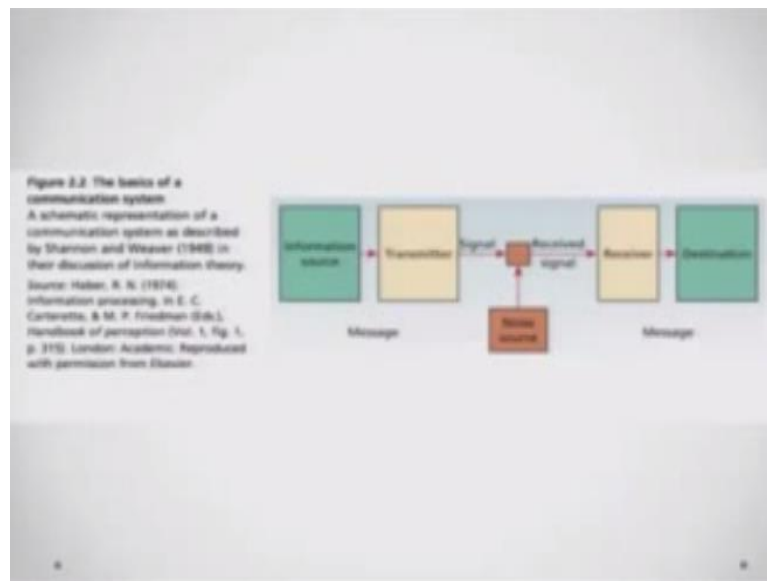 Figure 2.2 The basics of a
communication system
A schematic representation of a
communication system as described
by Shannon and Weaver (1949) in
their discussion of information theory.
Source: Haber, R. N. (1974).
Information processing. In E. C.
Carterette, & M. P. Friedman (Eds.),
Handbook of perception (Vol. 1, Fig. 1,
p. 315). London: Academic. Reproduced
with permission from Elsevier.
Information
source
Transmitter
Signal
Received
signal
Receiver
Destination
Message
Noise
source
Message